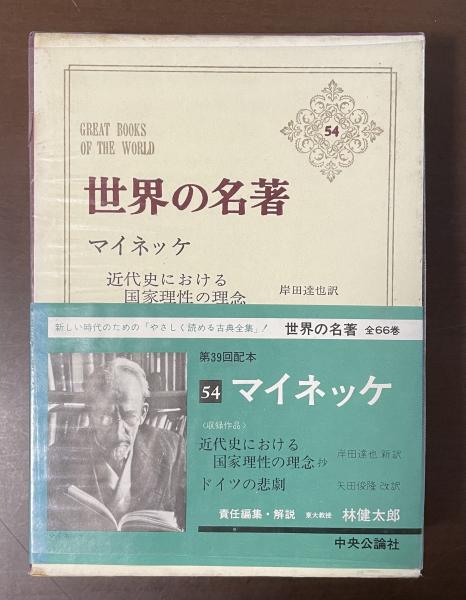 GREAT BOOKS
OF THE WORLD
54
世界の名著
マイネッケ
近代史における
国家理性の理念
岸田達也訳
新しい時代のための「やさしく読める古典全集」!
世界の名著 全66巻
第39回配本
54 マイネッケ
〈収録作品〉
近代史における
国家理性の理念抄
岸田達也 新訳
ドイツの悲劇
矢田俊隆 改訳
責任編集・解説 東大教授 林健太郎
中央公論社